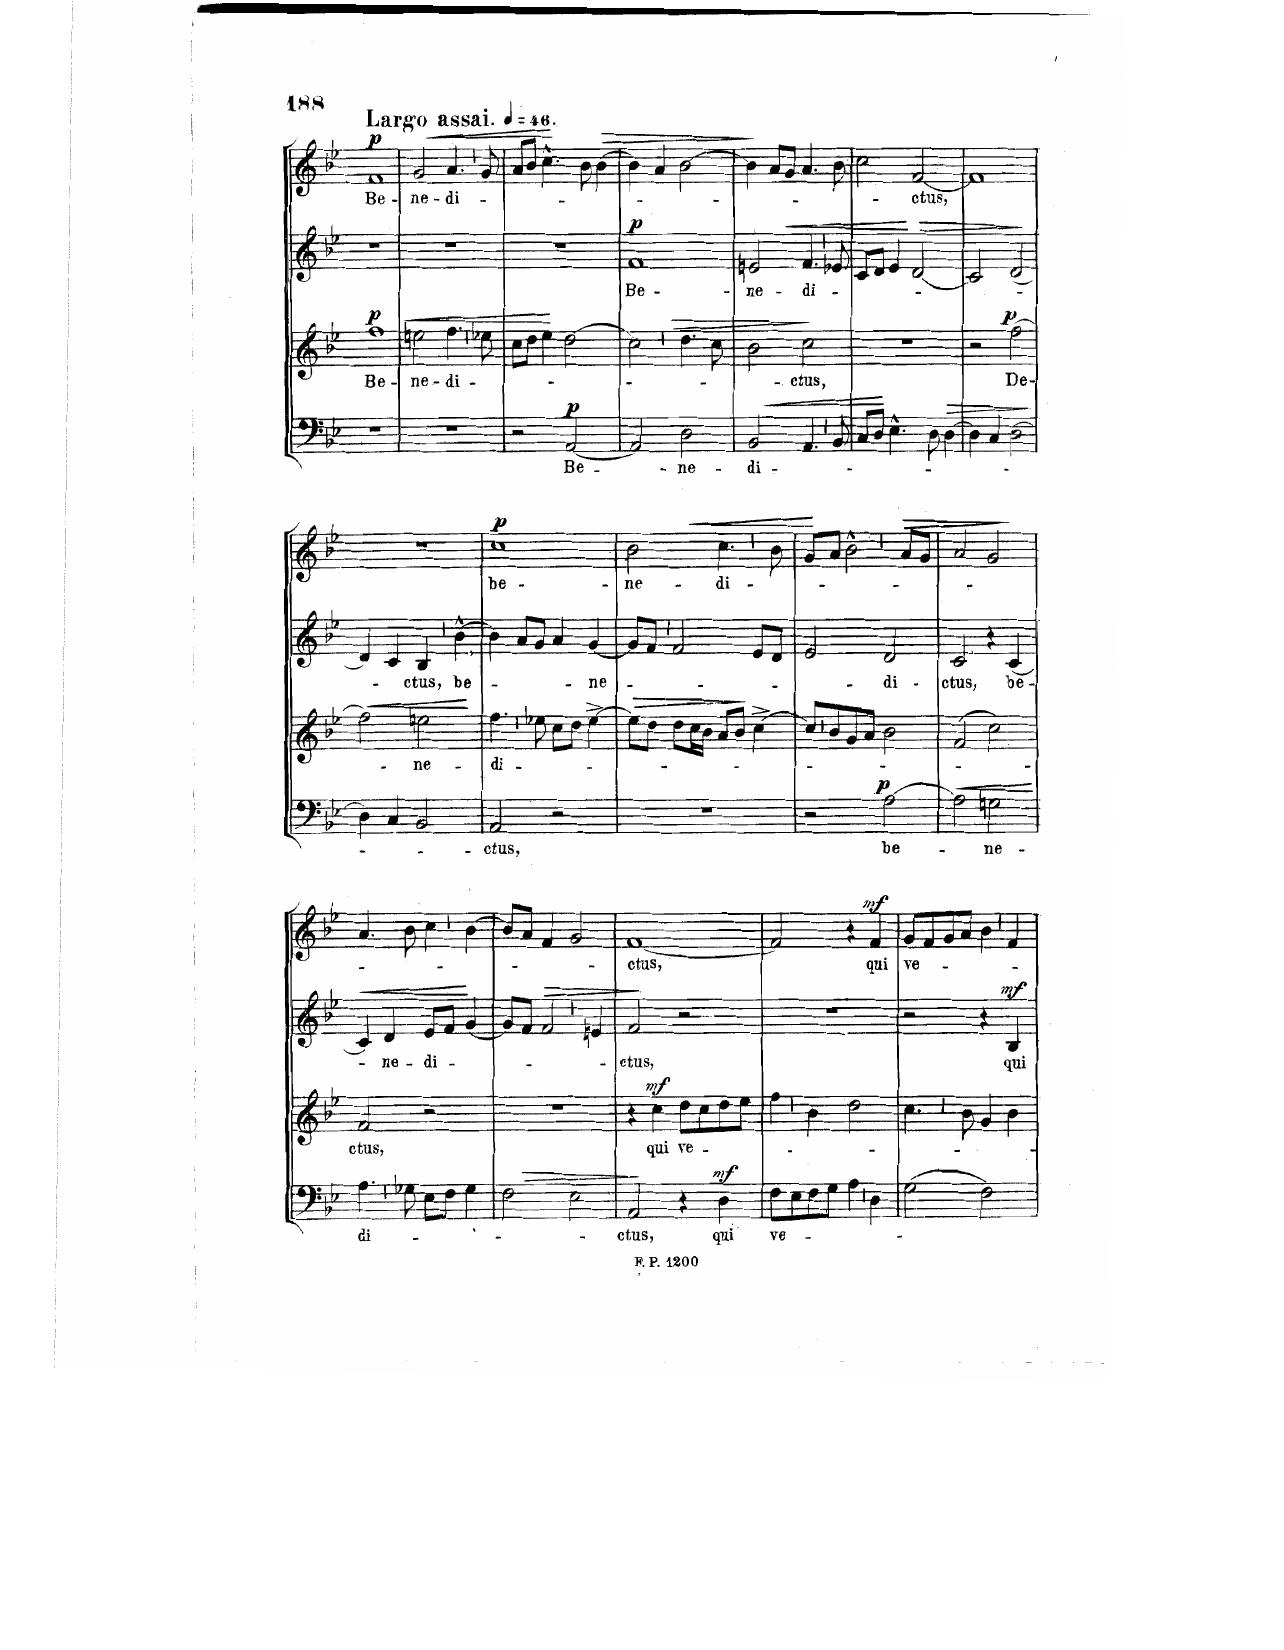 188
Largo assai. ♩= 46.
p
Be - ne - di - ctus,
p
Be - ne - di -
p
Be - ne - di - ctus, p De -
p
Be - ne - di -
p
be - ne - di -
ctus, be - ne - di - ctus, be -
ne - di -
p
ctus, be - ne -
mf
ctus, qui ve -
mf
ne - di - ctus, qui
mf
ctus, qui ve -
mf
di - ctus, qui ve -
F. P. 1200